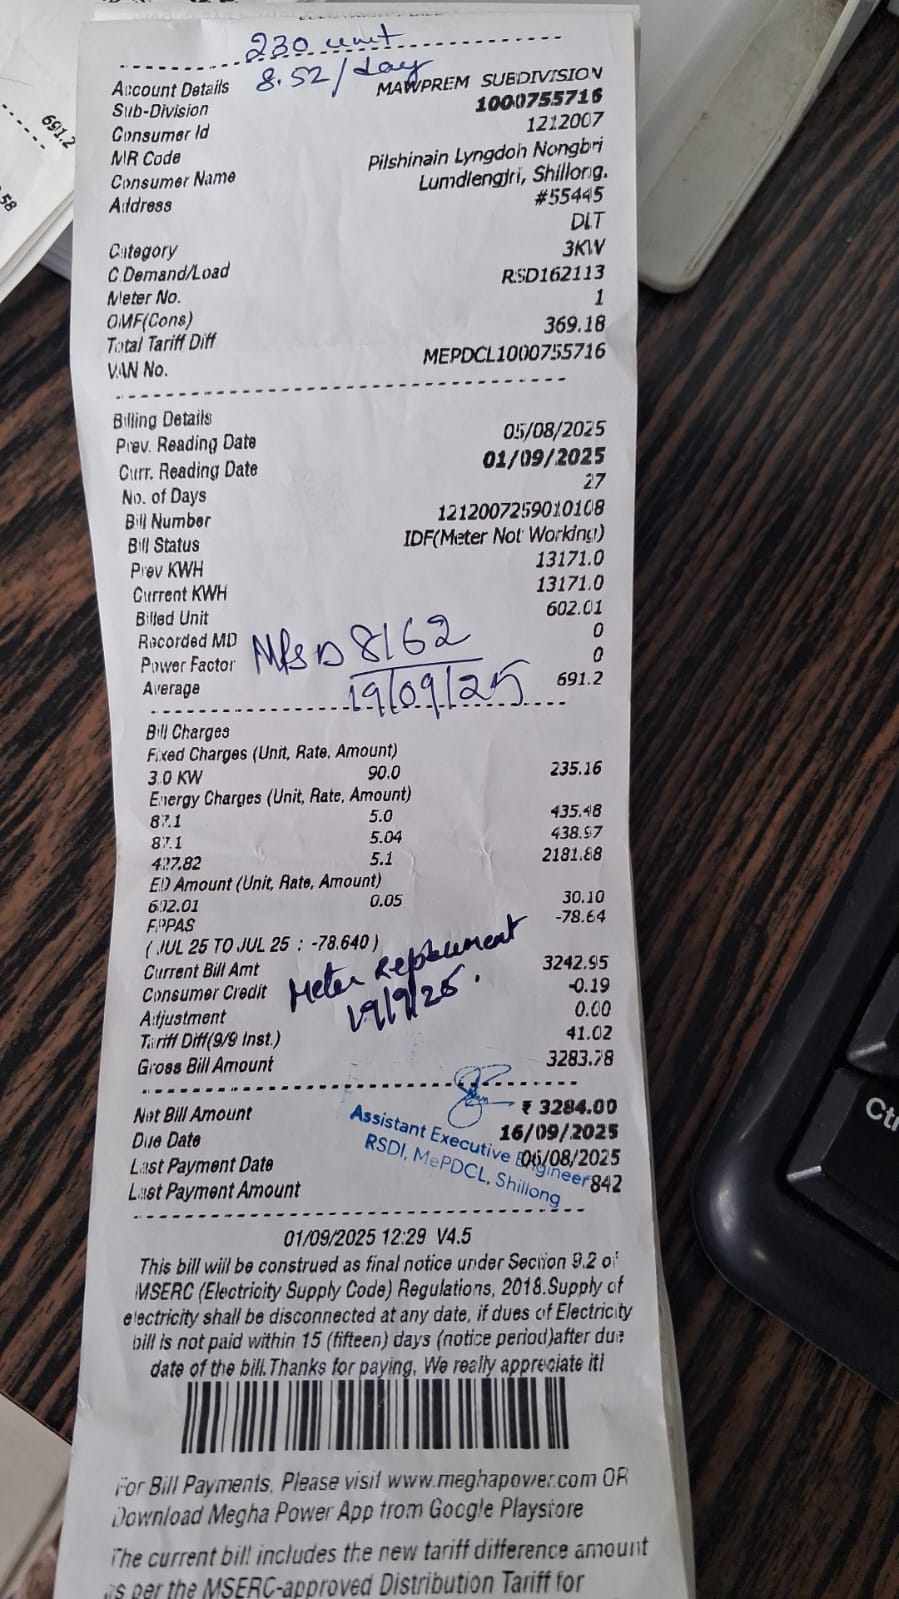 230 unit
8.52/day
Account Details
Sub-Division MAWPREM SUBDIVISION
Consumer Id 1000755716
MR Code 1212007
Consumer Name Pilshinain Lyngdoh Nongbri
Address Lumdiengjri, Shillong.
#55445
Category DLT
C.Demand/Load 3KW
Meter No. RSD162113
OMF(Cons) 1
Total Tariff Diff 369.18
VAN No. MEPDCL1000755716
Billing Details
Prev. Reading Date 05/08/2025
Curr. Reading Date 01/09/2025
No. of Days 27
Bill Number 1212007259010108
Bill Status IDF(Meter Not Working)
Prev KWH 13171.0
Current KWH 13171.0
Billed Unit 602.01
Recorded MD 0
Power Factor 0
Average 691.2
8162
19/09/25
Bill Charges
Fixed Charges (Unit, Rate, Amount)
3.0 KW 90.0 235.16
Energy Charges (Unit, Rate, Amount)
87.1 5.0 435.48
87.1 5.04 438.97
427.82 5.1 2181.88
ED Amount (Unit, Rate, Amount)
602.01 0.05 30.10
FPPAS -78.64
( JUL 25 TO JUL 25 : -78.640 )
Current Bill Amt 3242.95
Consumer Credit -0.19
Adjustment 0.00
Tariff Diff(9/9 Inst.) 41.02
Gross Bill Amount 3283.78
Meter Replacement
19/9/25.
Net Bill Amount ₹ 3284.00
Due Date 16/09/2025
Last Payment Date 06/08/2025
Last Payment Amount 842
Assistant Executive Engineer
RSDI, MePDCL, Shillong
01/09/2025 12:29 V4.5
This bill will be construed as final notice under Section 9.2 of
MSERC (Electricity Supply Code) Regulations, 2018.Supply of
electricity shall be disconnected at any date, if dues of Electricity
bill is not paid within 15 (fifteen) days (notice period)after due
date of the bill.Thanks for paying, We really appreciate it!
For Bill Payments, Please visit www.meghapower.com OR
Download Megha Power App from Google Playstore
The current bill includes the new tariff difference amount
as per the MSERC-approved Distribution Tariff for
691.2
58
Ctr